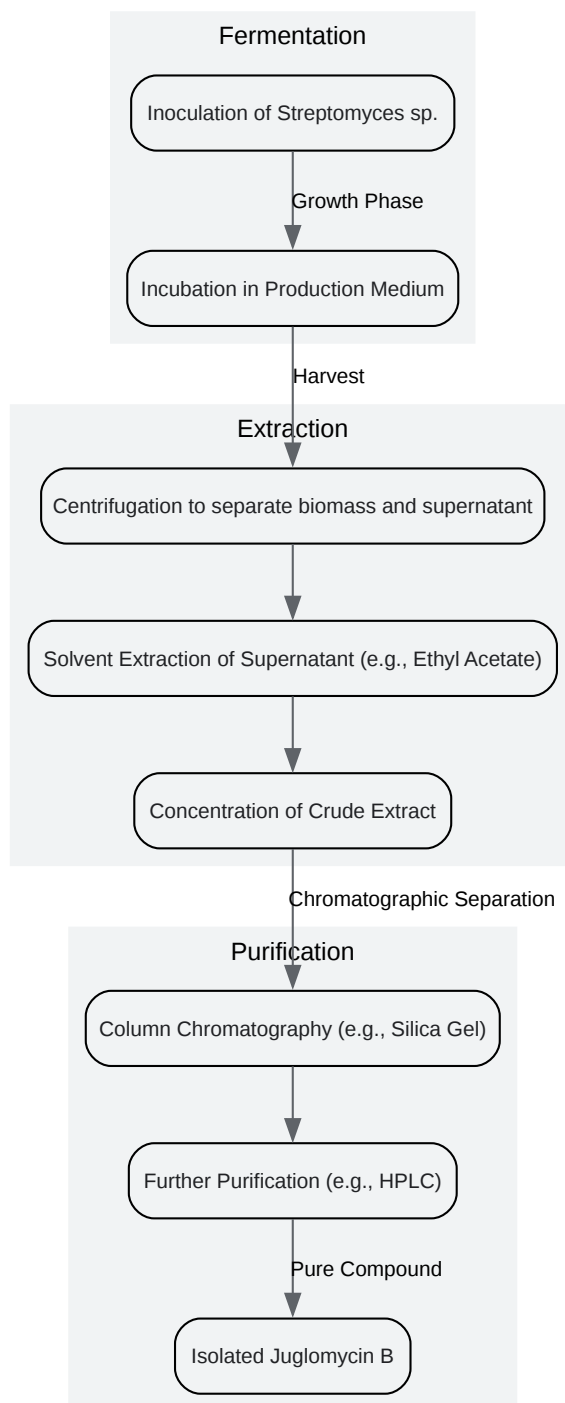 Fermentation
Inoculation of Streptomyces sp.
Growth Phase
Incubation in Production Medium
Harvest
Extraction
Centrifugation to separate biomass and supernatant
Solvent Extraction of Supernatant (e.g., Ethyl Acetate)
Concentration of Crude Extract
Chromatographic Separation
Purification
Column Chromatography (e.g., Silica Gel)
Further Purification (e.g., HPLC)
Pure Compound
Isolated Juglomycin B